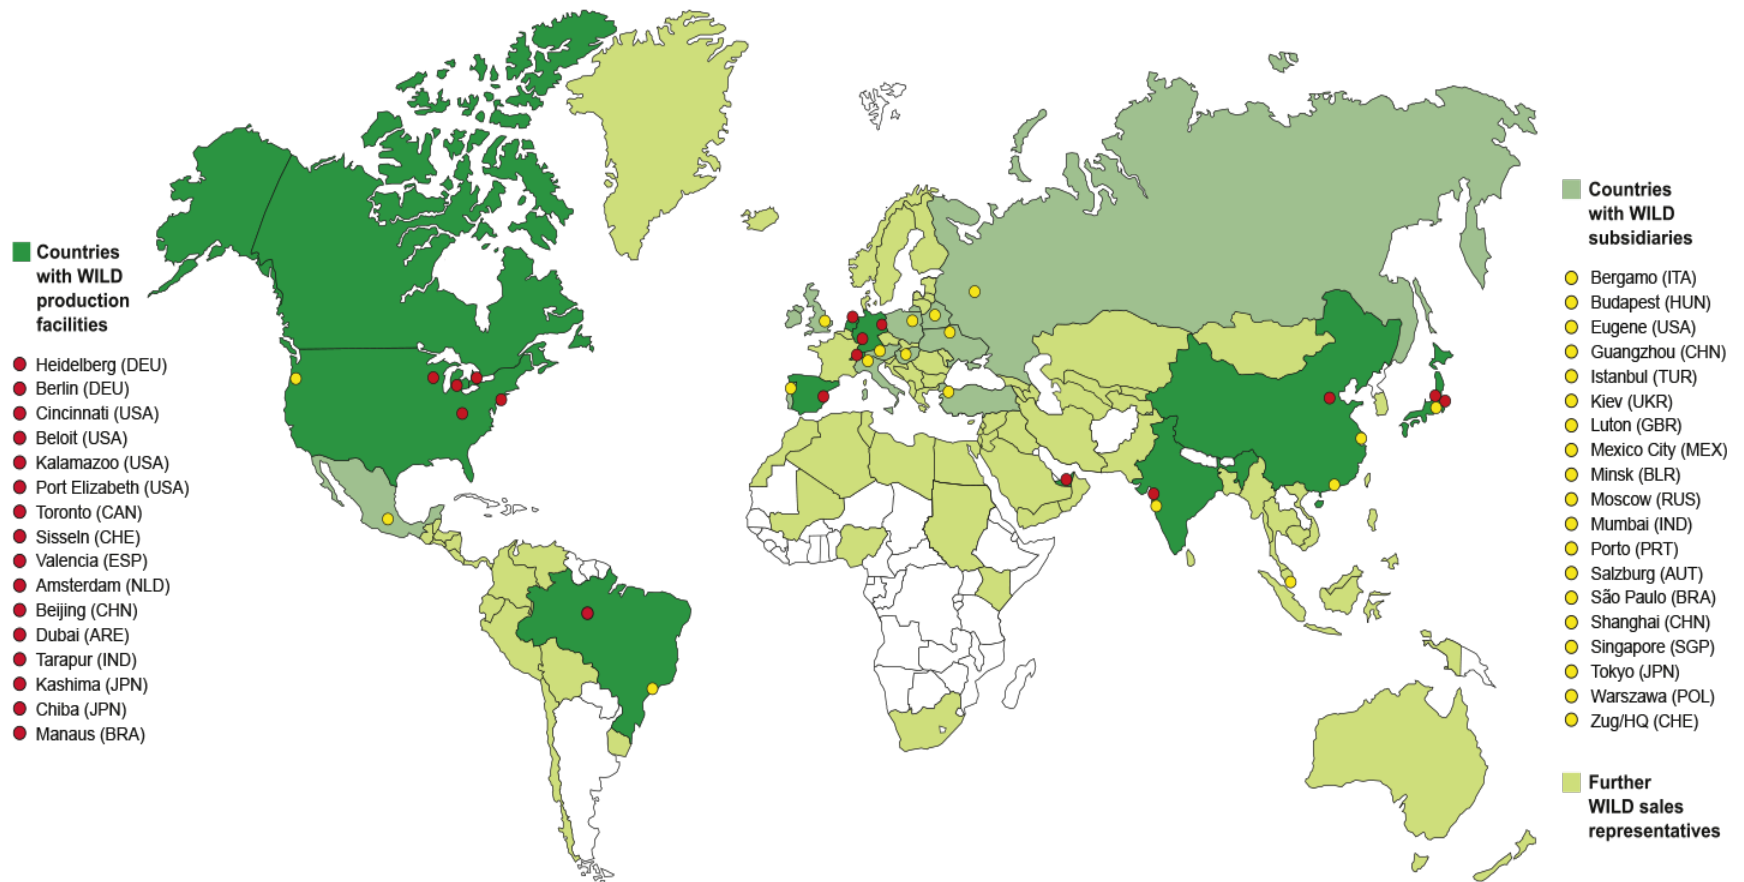 Countries
with WILD
production
facilities
Heidelberg (DEU)
Berlin (DEU)
Cincinnati (USA)
Beloit (USA)
Kalamazoo (USA)
Port Elizabeth (USA)
Toronto (CAN)
Sisseln (CHE)
Valencia (ESP)
Amsterdam (NLD)
Beijing (CHN)
Dubai (ARE)
Tarapur (IND)
Kashima (JPN)
Chiba (JPN)
Manaus (BRA)
Countries
with WILD
subsidiaries
Bergamo (ITA)
Budapest (HUN)
Eugene (USA)
Guangzhou (CHN)
Istanbul (TUR)
Kiev (UKR)
Luton (GBR)
Mexico City (MEX)
Minsk (BLR)
Moscow (RUS)
Mumbai (IND)
Porto (PRT)
Salzburg (AUT)
São Paulo (BRA)
Shanghai (CHN)
Singapore (SGP)
Tokyo (JPN)
Warszawa (POL)
Zug/HQ (CHE)
Further
WILD sales
representatives